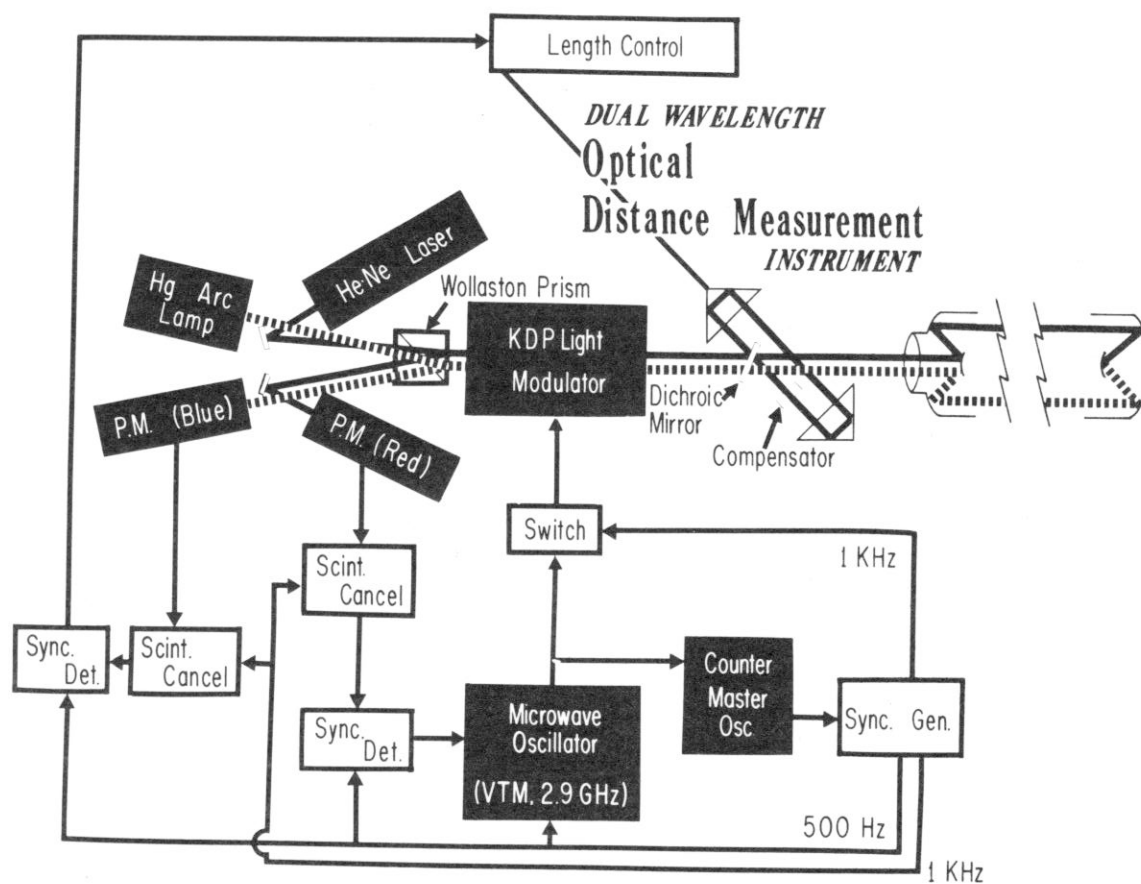 Length Control
DUAL WAVELENGTH
Optical
Distance Measurement
INSTRUMENT
He-Ne Laser
Hg Arc
Lamp
Wollaston Prism
KDP Light
Modulator
Dichroic
Mirror
Compensator
P.M. (Blue)
P.M. (Red)
Switch
1 KHz
Scint.
Cancel
Sync.
Det.
Scint.
Cancel
Counter
Master
Osc.
Sync. Gen.
Sync.
Det.
Microwave
Oscillator
(VTM, 2.9 GHz)
500 Hz
1 KHz